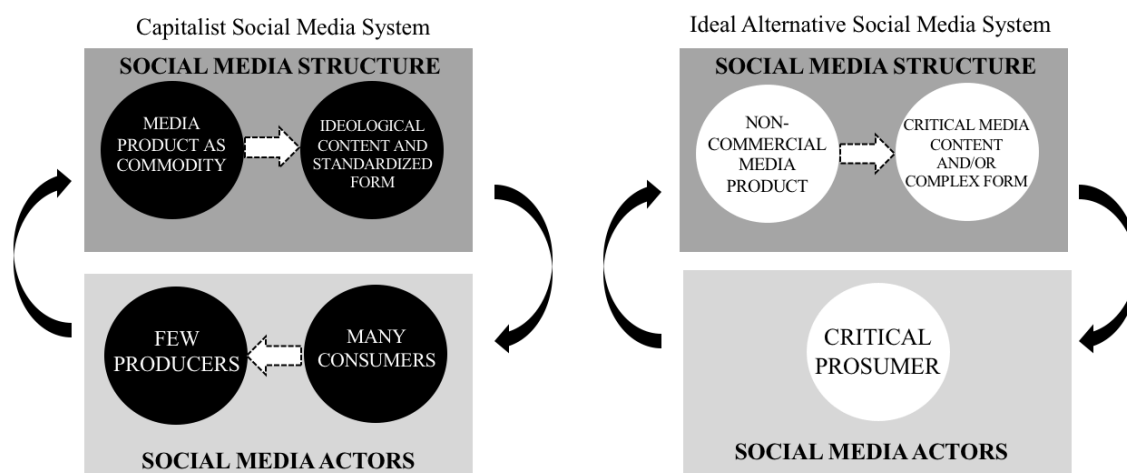 Capitalist Social Media System
SOCIAL MEDIA STRUCTURE
MEDIA
PRODUCT AS
COMMODITY
IDEOLOGICAL
CONTENT AND
STANDARDIZED
FORM
FEW
PRODUCERS
MANY
CONSUMERS
SOCIAL MEDIA ACTORS
Ideal Alternative Social Media System
SOCIAL MEDIA STRUCTURE
NON-
COMMERCIAL
MEDIA
PRODUCT
CRITICAL MEDIA
CONTENT
AND/OR
COMPLEX FORM
CRITICAL
PROSUMER
SOCIAL MEDIA ACTORS